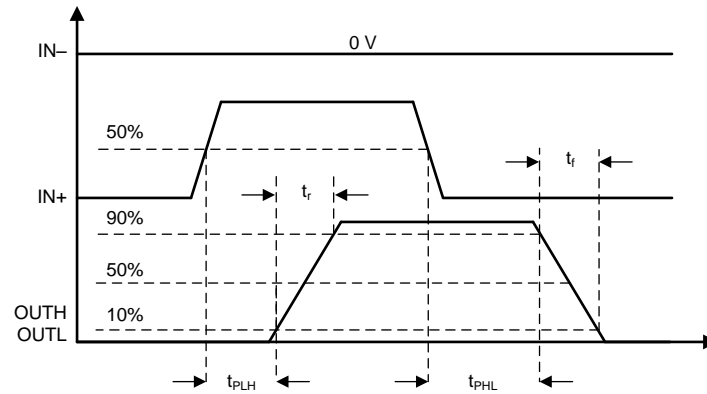 IN–
0 V
50%
IN+
t_f
t_r
90%
50%
10%
OUTH
OUTL
t_PLH
t_PHL